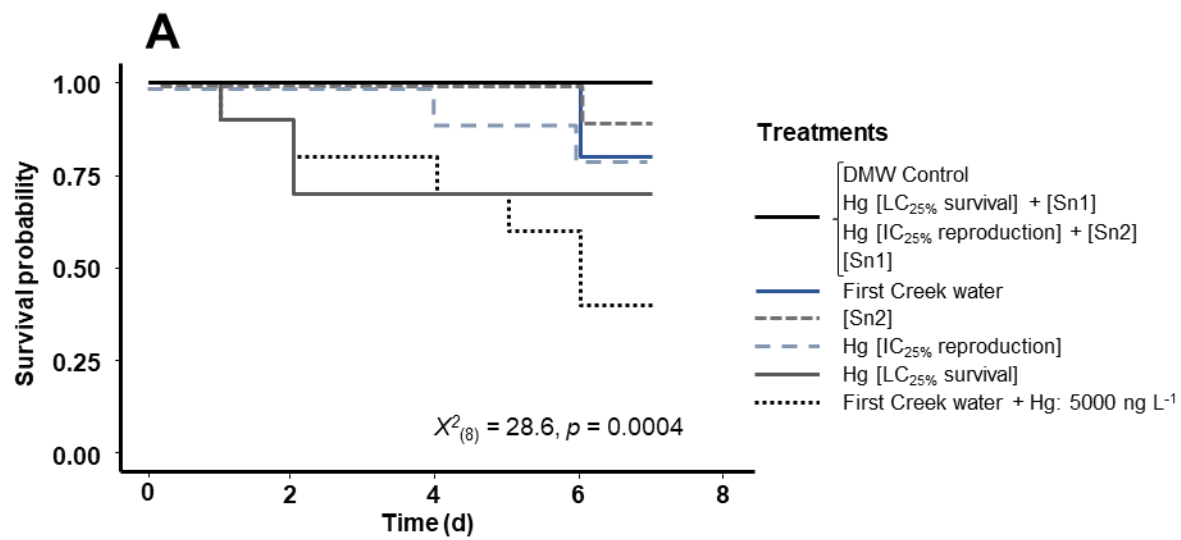 A
1.00
0.75
0.50
0.25
0.00
Survival probability
0
2
4
6
8
Time (d)
X²₍₈₎ = 28.6, p = 0.0004
Treatments
DMW Control
Hg [LC₂₅% survival] + [Sn1]
Hg [IC₂₅% reproduction] + [Sn2]
[Sn1]
First Creek water
[Sn2]
Hg [IC₂₅% reproduction]
Hg [LC₂₅% survival]
First Creek water + Hg: 5000 ng L⁻¹